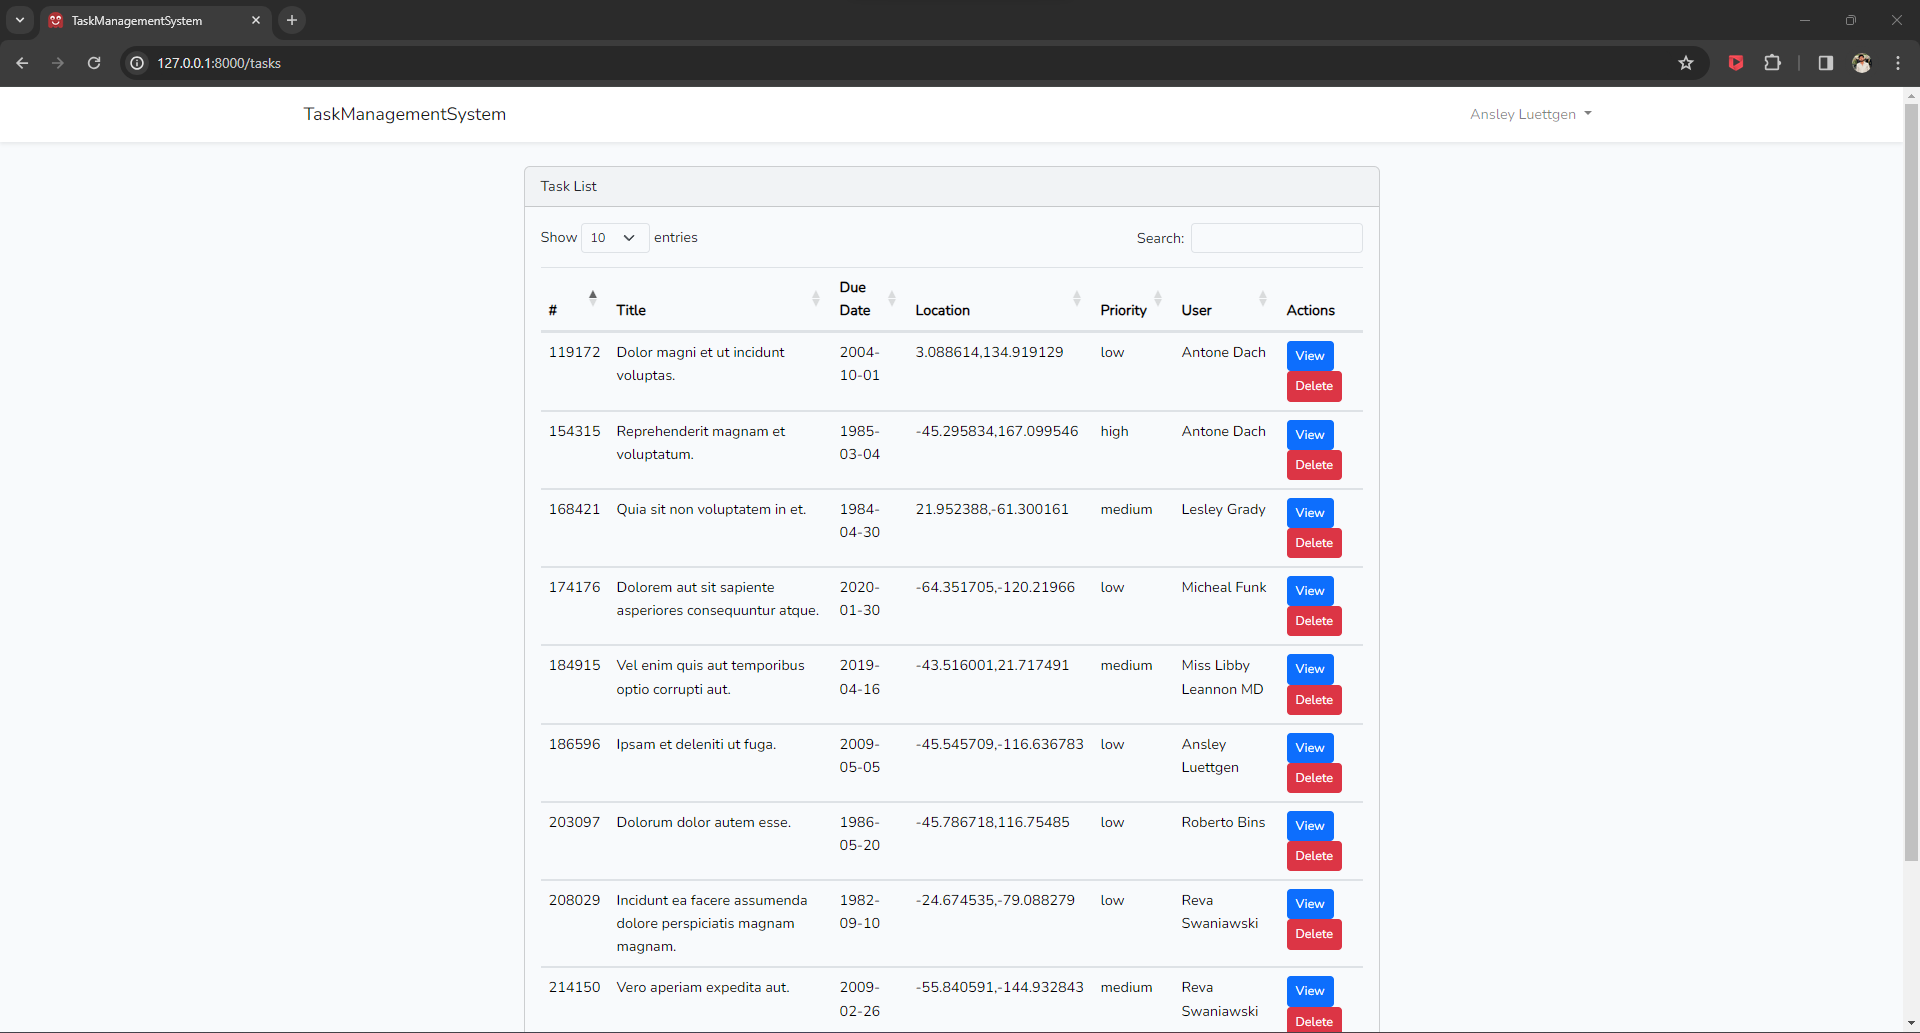 TaskManagementSystem
127.0.0.1:8000/tasks
TaskManagementSystem
Ansley Luettgen
Task List
Show 10 entries
Search:
# Title Due Date Location Priority User Actions
119172 Dolor magni et ut incidunt 2004- 3.088614,134.919129 low Antone Dach View
voluptas. 10-01 Delete
154315 Reprehenderit magnam et 1985- -45.295834,167.099546 high Antone Dach View
voluptatum. 03-04 Delete
168421 Quia sit non voluptatem in et. 1984- 21.952388,-61.300161 medium Lesley Grady View
04-30 Delete
174176 Dolorem aut sit sapiente 2020- -64.351705,-120.21966 low Micheal Funk View
asperiores consequuntur atque. 01-30 Delete
184915 Vel enim quis aut temporibus 2019- -43.516001,21.717491 medium Miss Libby View
optio corrupti aut. 04-16 Leannon MD Delete
186596 Ipsam et deleniti ut fuga. 2009- -45.545709,-116.636783 low Ansley View
05-05 Luettgen Delete
203097 Dolorum dolor autem esse. 1986- -45.786718,116.75485 low Roberto Bins View
05-20 Delete
208029 Incidunt ea facere assumenda 1982- -24.674535,-79.088279 low Reva View
dolore perspiciatis magnam 09-10 Swaniawski Delete
magnam.
214150 Vero aperiam expedita aut. 2009- -55.840591,-144.932843 medium Reva View
02-26 Swaniawski Delete